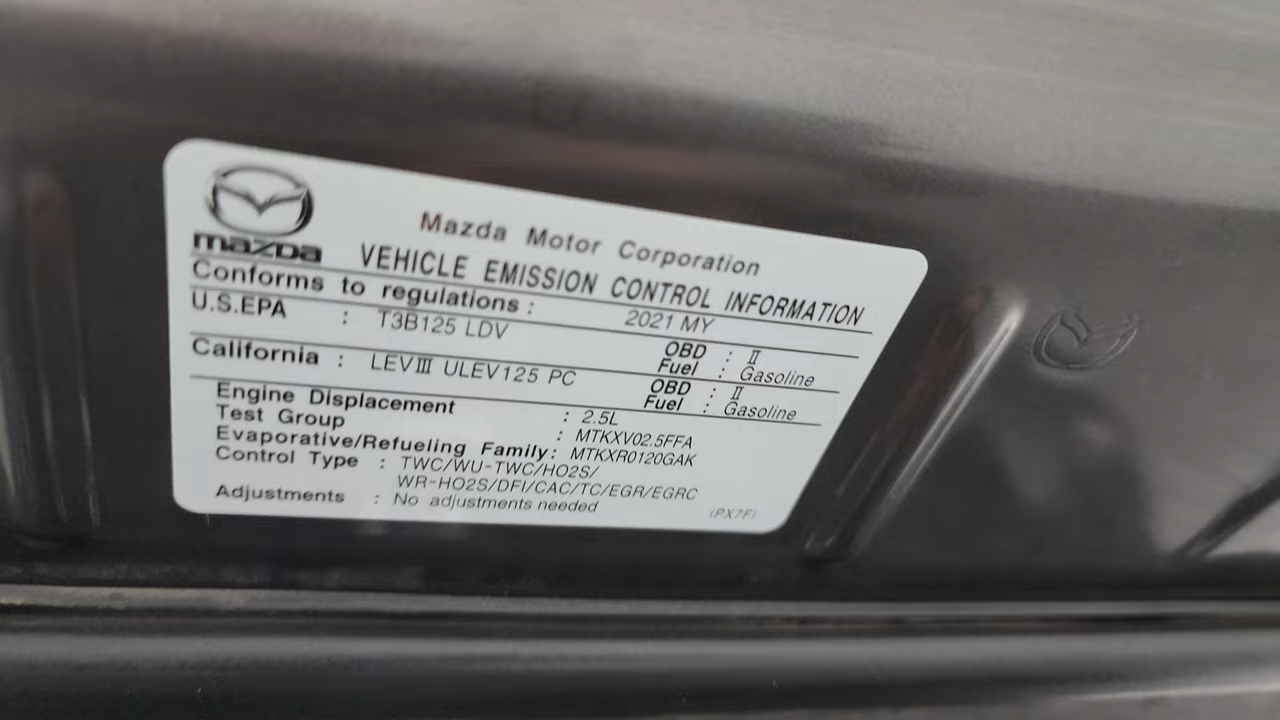 mazda
Mazda Motor Corporation
VEHICLE EMISSION CONTROL INFORMATION
Conforms to regulations : 2021 MY
U.S.EPA : T3B125 LDV OBD : II
Fuel : Gasoline
California : LEVIII ULEV125 PC OBD : II
Fuel : Gasoline
Engine Displacement : 2.5L
Test Group : MTKXV02.5FFA
Evaporative/Refueling Family : MTKXR0120GAK
Control Type : TWC/WU-TWC/HO2S/
WR-HO2S/DFI/CAC/TC/EGR/EGRC
Adjustments : No adjustments needed
(PX7F)